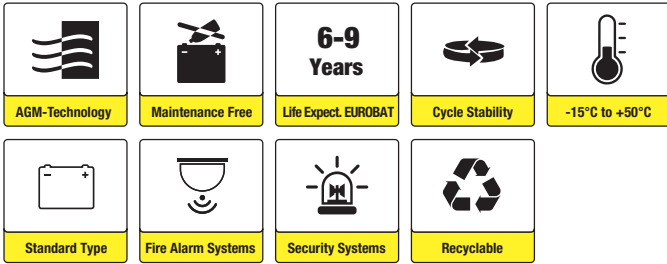 6-9
Years
AGM-Technology
Maintenance Free
Life Expect. EUROBAT
Cycle Stability
-15°C to +50°C
Standard Type
Fire Alarm Systems
Security Systems
Recyclable